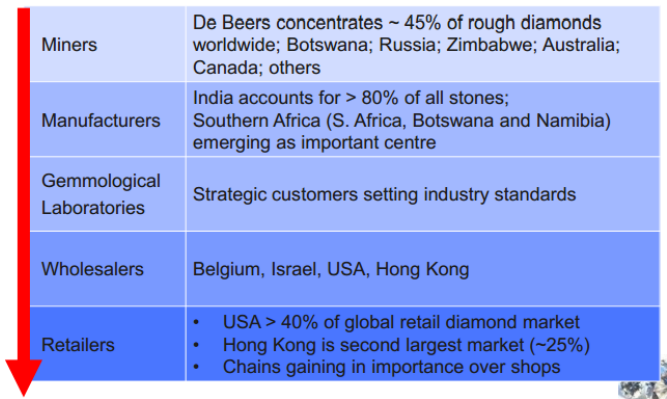 Miners
De Beers concentrates ~ 45% of rough diamonds
worldwide; Botswana; Russia; Zimbabwe; Australia;
Canada; others
Manufacturers
India accounts for > 80% of all stones;
Southern Africa (S. Africa, Botswana and Namibia)
emerging as important centre
Gemmological
Laboratories
Strategic customers setting industry standards
Wholesalers
Belgium, Israel, USA, Hong Kong
Retailers
• USA > 40% of global retail diamond market
• Hong Kong is second largest market (~25%)
• Chains gaining in importance over shops